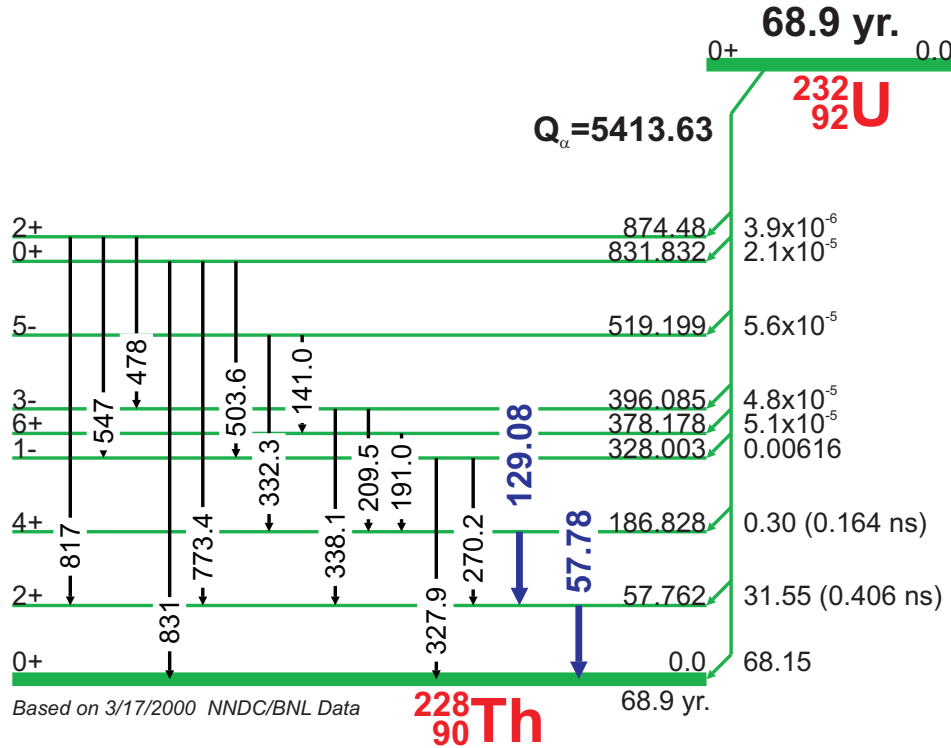 68.9 yr.
0+ 0.0
232
92 U
Qα=5413.63
2+ 874.48 3.9x10-6
0+ 831.832 2.1x10-5
5- 519.199 5.6x10-5
478
141.0
3- 396.085 4.8x10-5
6+ 378.178 5.1x10-5
547
503.6
1- 328.003 0.00616
332.3
209.5
191.0
129.08
4+ 186.828 0.30 (0.164 ns)
817
773.4
338.1
270.2
57.78
2+ 57.762 31.55 (0.406 ns)
831
327.9
0+ 0.0 68.15
68.9 yr.
Based on 3/17/2000 NNDC/BNL Data
228
90 Th